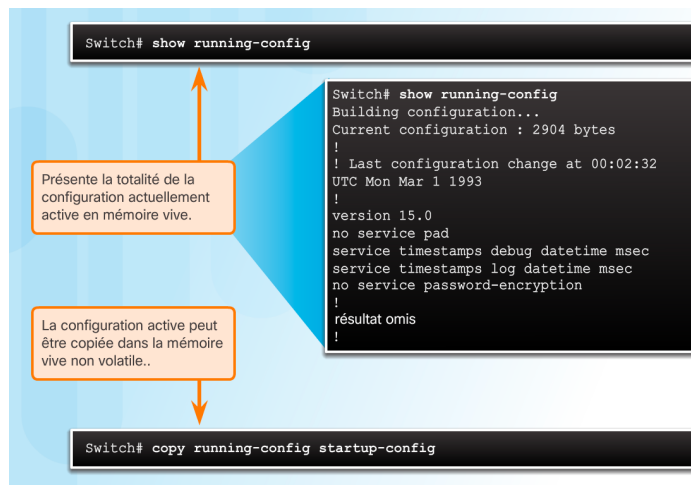 Switch# show running-config
Switch# show running-config
Building configuration...
Current configuration : 2904 bytes
!
! Last configuration change at 00:02:32
UTC Mon Mar 1 1993
!
version 15.0
no service pad
service timestamps debug datetime msec
service timestamps log datetime msec
no service password-encryption
!
résultat omis
!
Présente la totalité de la
configuration actuellement
active en mémoire vive.
La configuration active peut
être copiée dans la mémoire
vive non volatile..
Switch# copy running-config startup-config